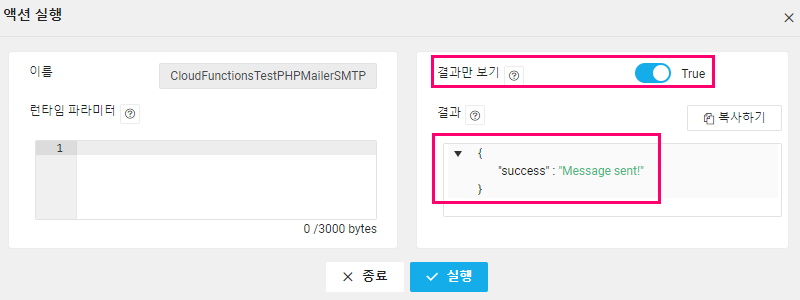 액션 실행
이름
CloudFunctionsTestPHPMailerSMTP
런타임 파라미터 ?
1
0 /3000 bytes
결과만 보기 ?
True
결과 ?
복사하기
{
"success" : "Message sent!"
}
종료
실행